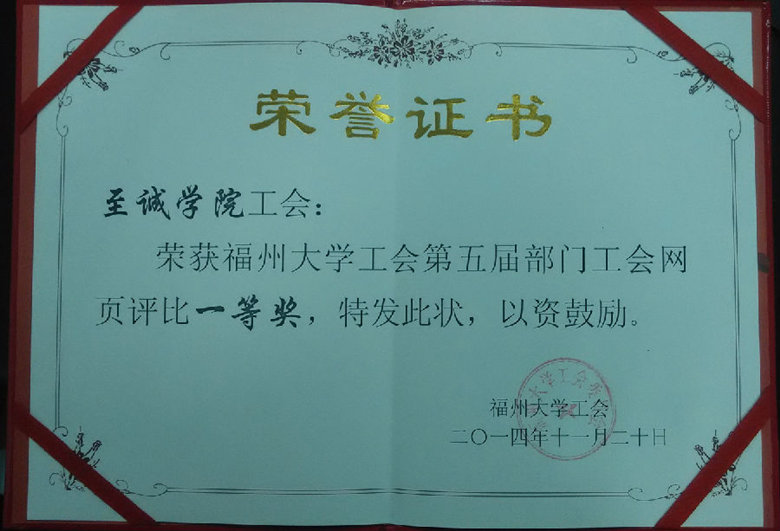 荣誉证书
至诚学院工会：
荣获福州大学工会第五届部门工会网
页评比一等奖，特发此状，以资鼓励。
福州大学工会
二〇一四年十一月二十日